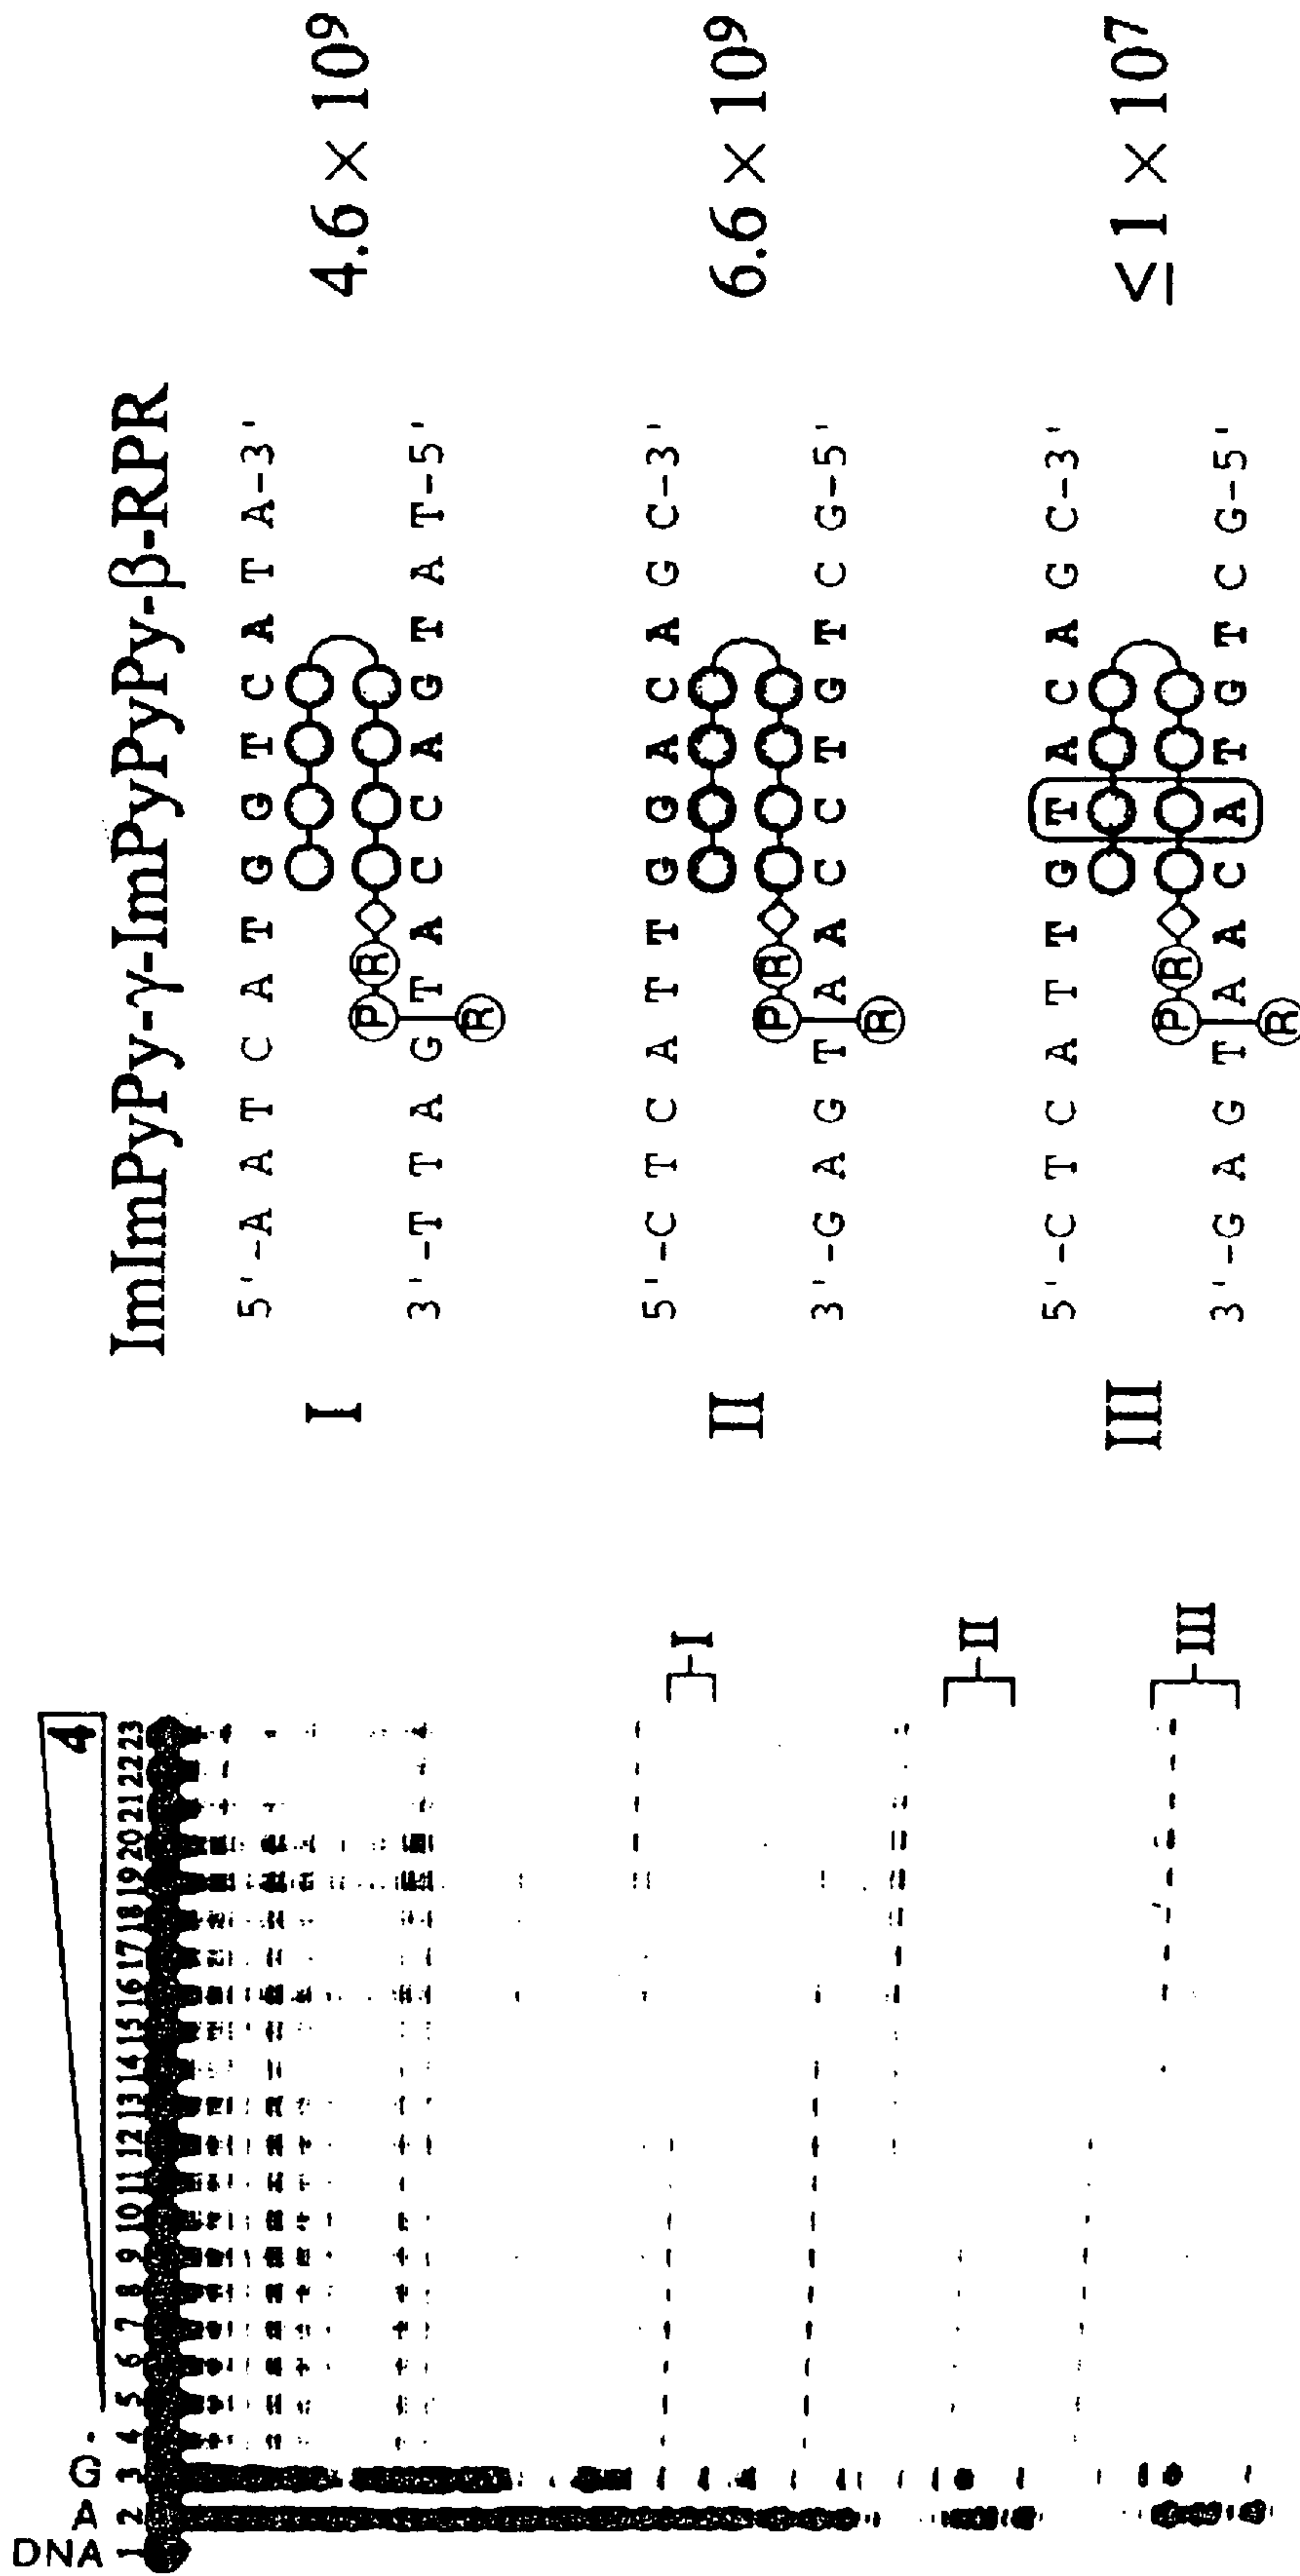 DNA A G -
1 2 3 4 5 6 7 8 9 10 11 12 13 14 15 16 17 18 19 20 21 22 23
4
I
II
III
ImImPyPy-γ-ImPyPyPy-β-RPR
I
5'-A A T C A T G G T C A T A-3'
P R
3'-T T A G T A C C A G T A T-5'
R
4.6 × 10⁹
II
5'-C T C A T T G G A C A G C-3'
P R
3'-G A G T A A C C T G T C G-5'
R
6.6 × 10⁹
III
5'-C T C A T T G T A C A G C-3'
P R
3'-G A G T A A C A T G T C G-5'
R
≤ 1 × 10⁷